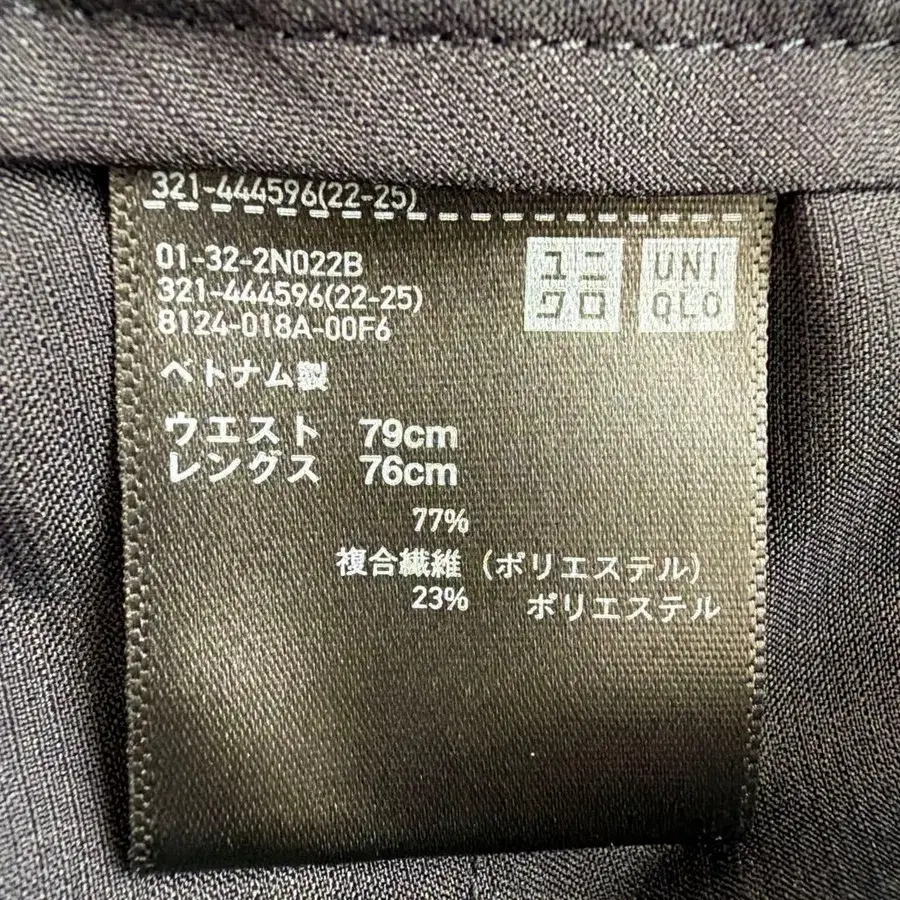 321-444596(22-25)
01-32-2N022B
321-444596(22-25)
8124-018A-00F6
ユニ
クロ
UNI
QLO
ベトナム製
ウエスト 79cm
レングス 76cm
77%
複合繊維 (ポリエステル)
23% ポリエステル